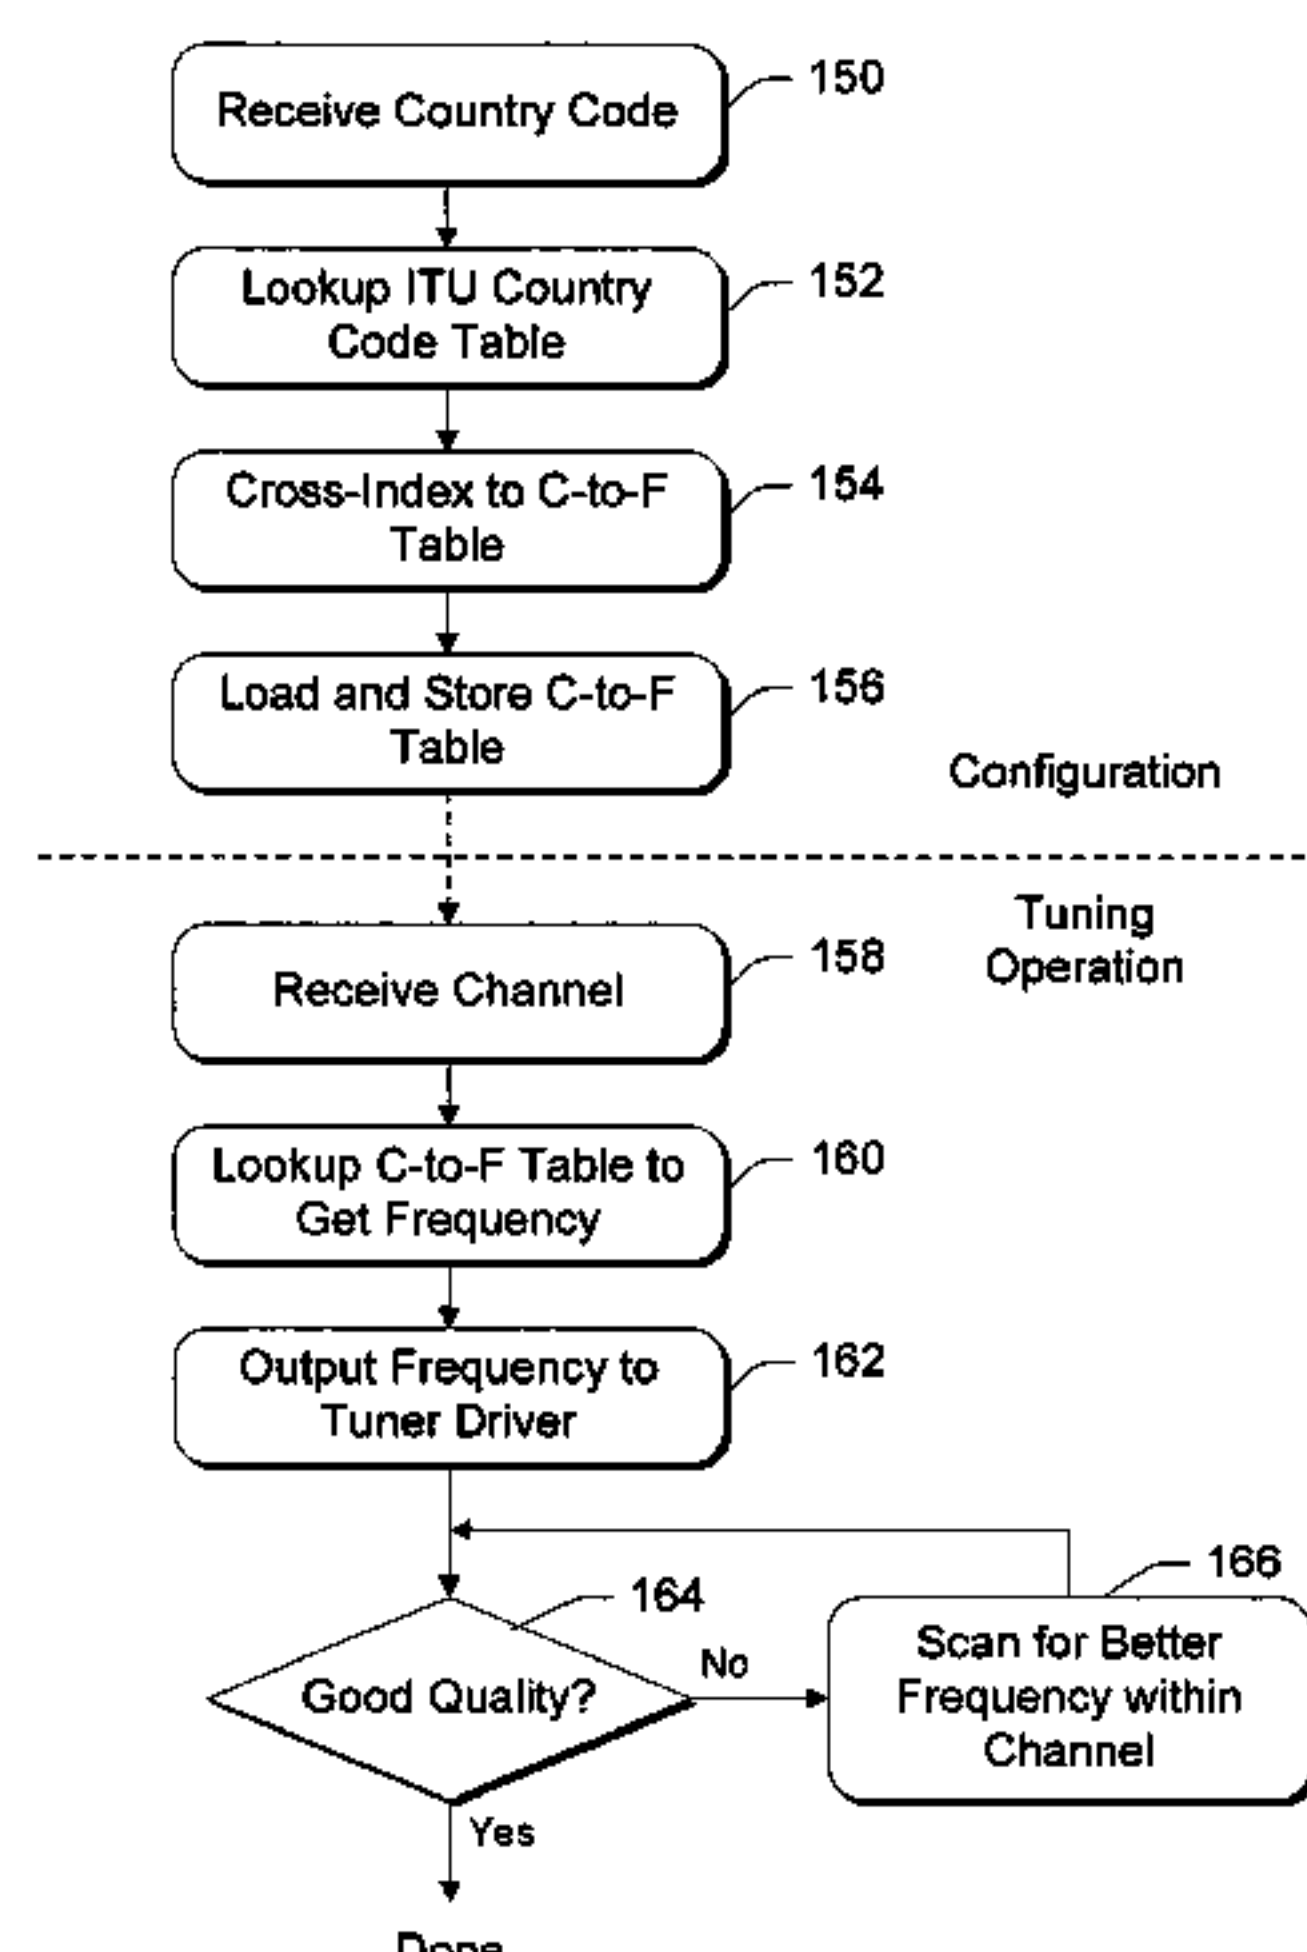 Receive Country Code
150
Lookup ITU Country
Code Table
152
Cross-Index to C-to-F
Table
154
Load and Store C-to-F
Table
156
Configuration
Tuning
Operation
Receive Channel
158
Lookup C-to-F Table to
Get Frequency
160
Output Frequency to
Tuner Driver
162
164
Good Quality?
No
166
Scan for Better
Frequency within
Channel
Yes
Done